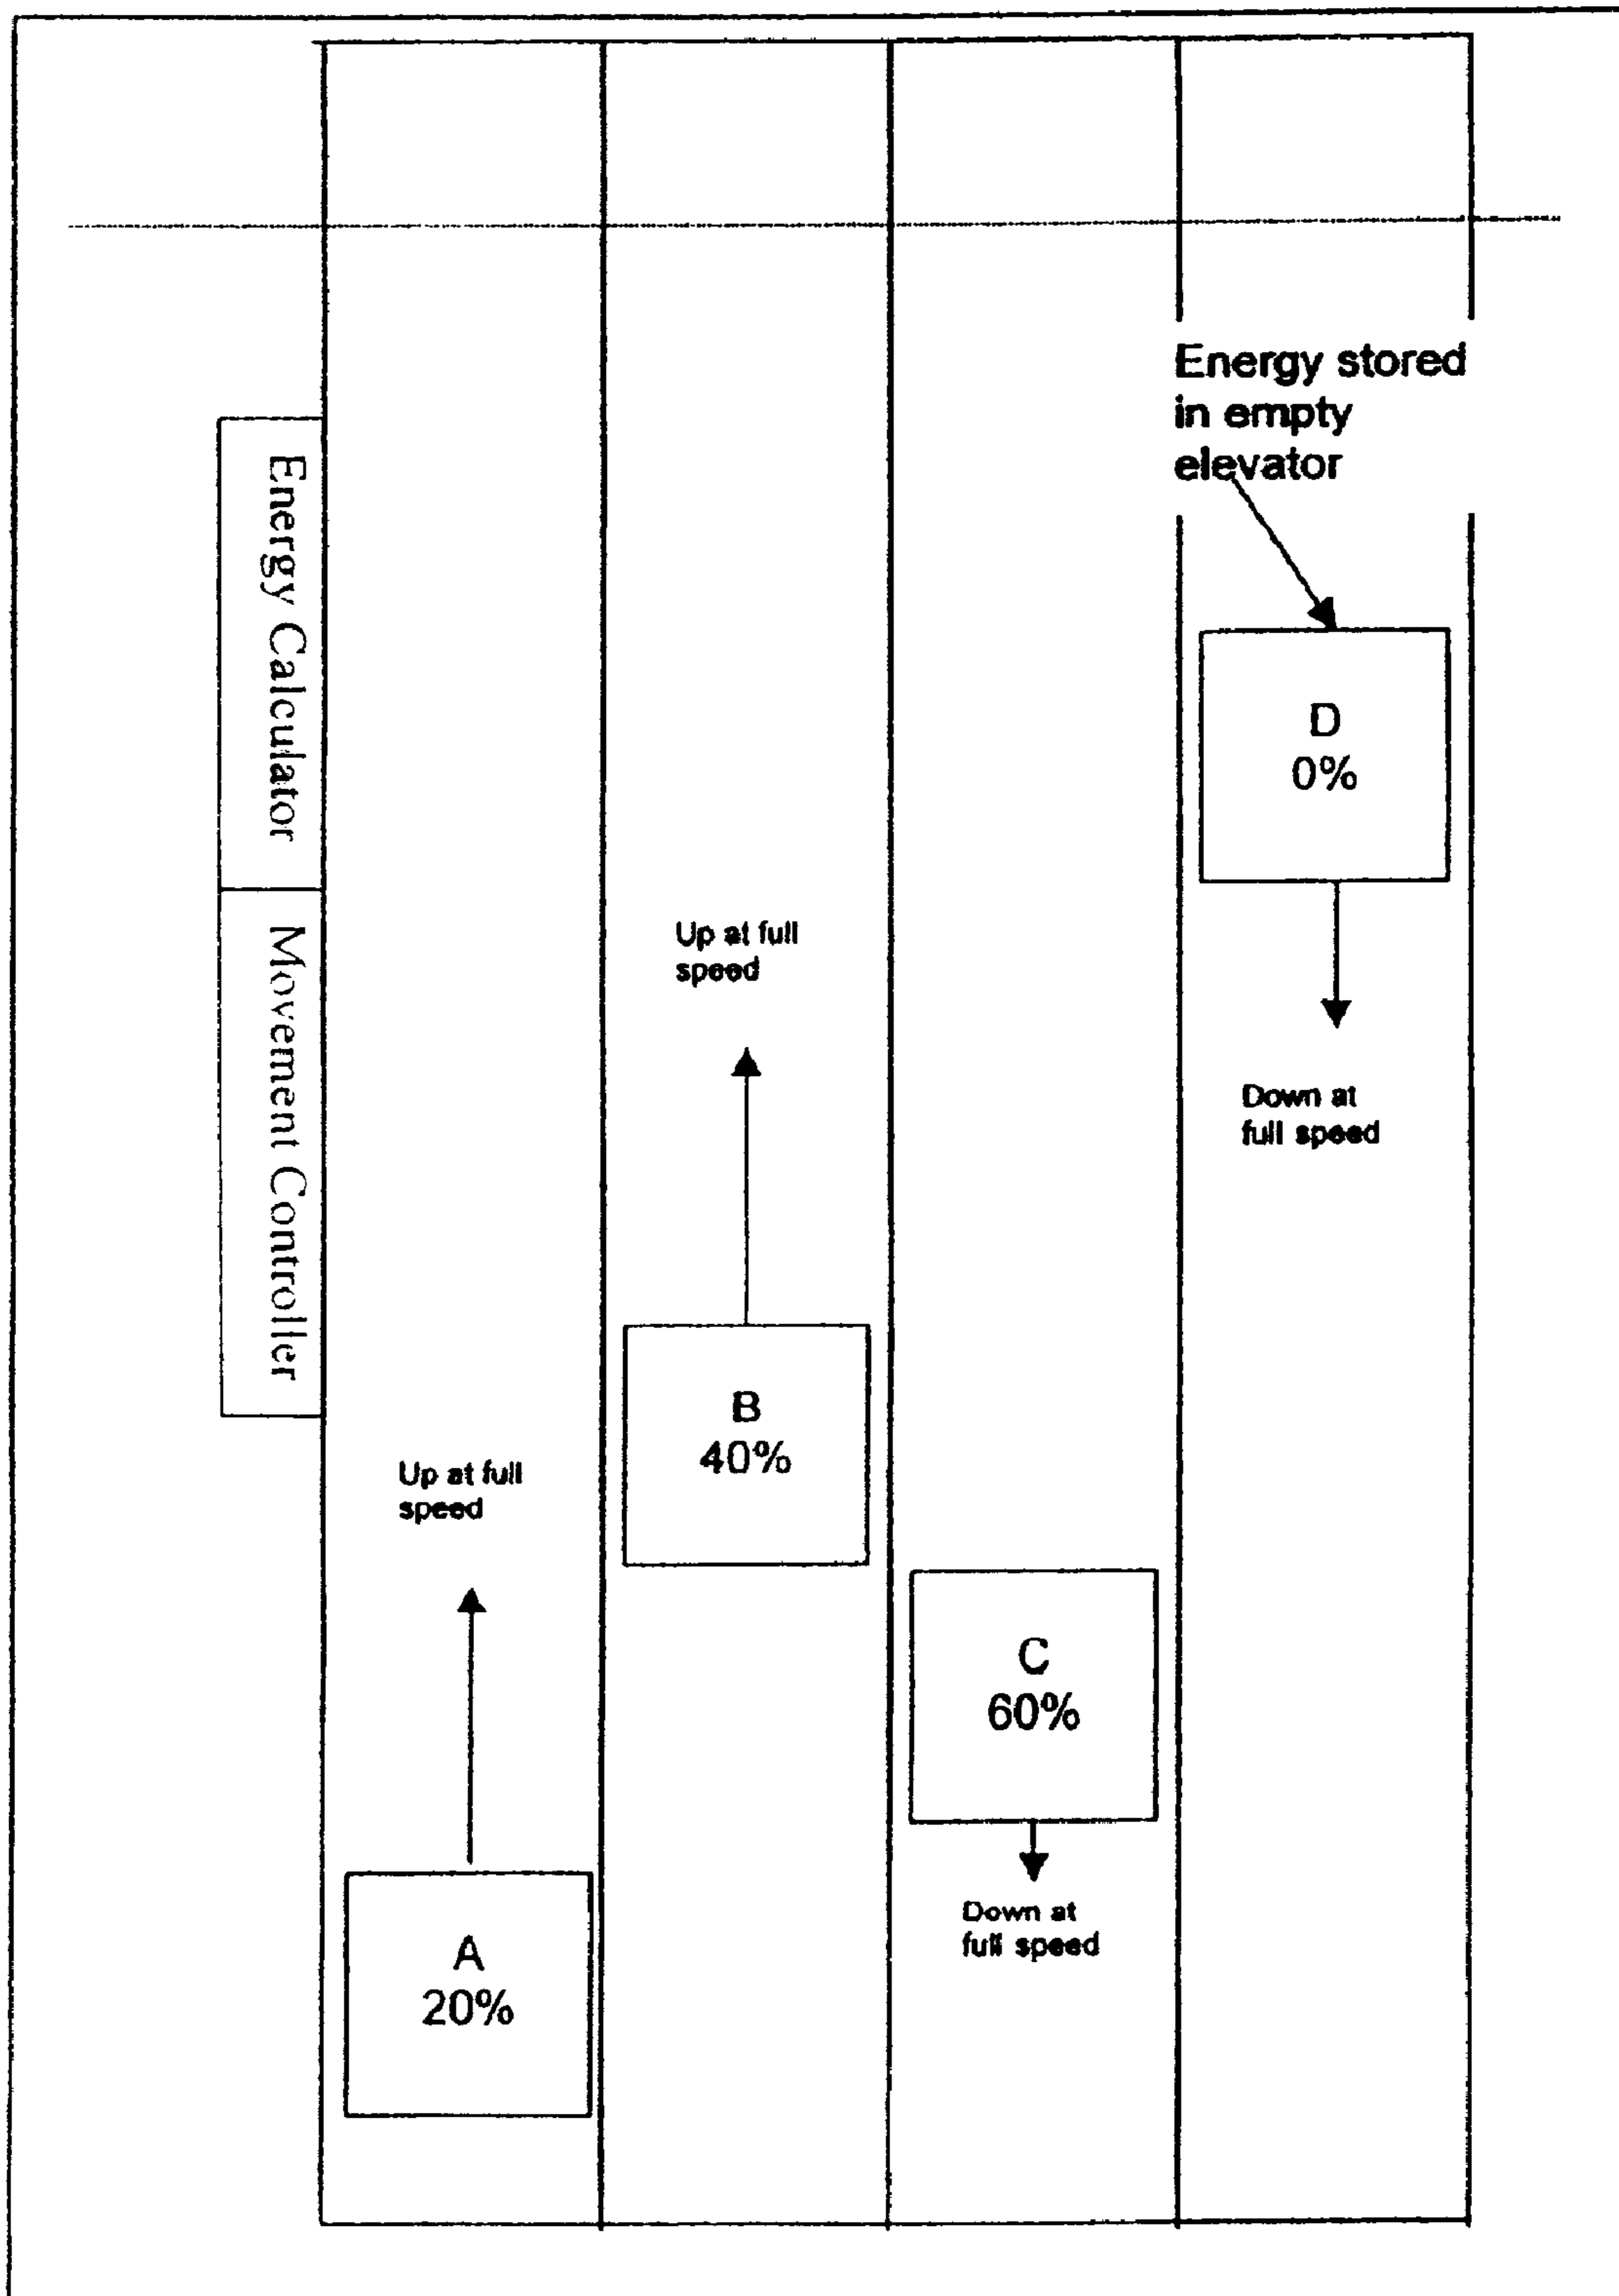 Energy stored
in empty
elevator
Energy Calculator
D
0%
Up at full
speed
Movement Controller
Down at
full speed
B
40%
Up at full
speed
C
60%
Down at
full speed
A
20%